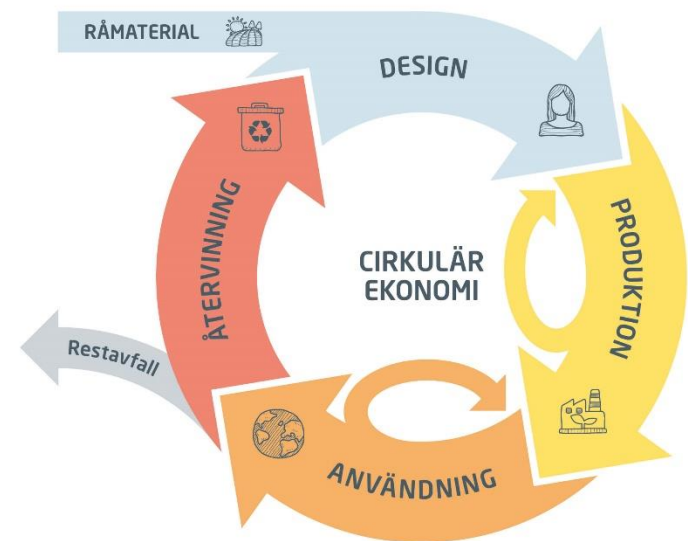 RÅMATERIAL
DESIGN
PRODUKTION
CIRKULÄR
EKONOMI
ÅTERVINNING
Restavfall
ANVÄNDNING